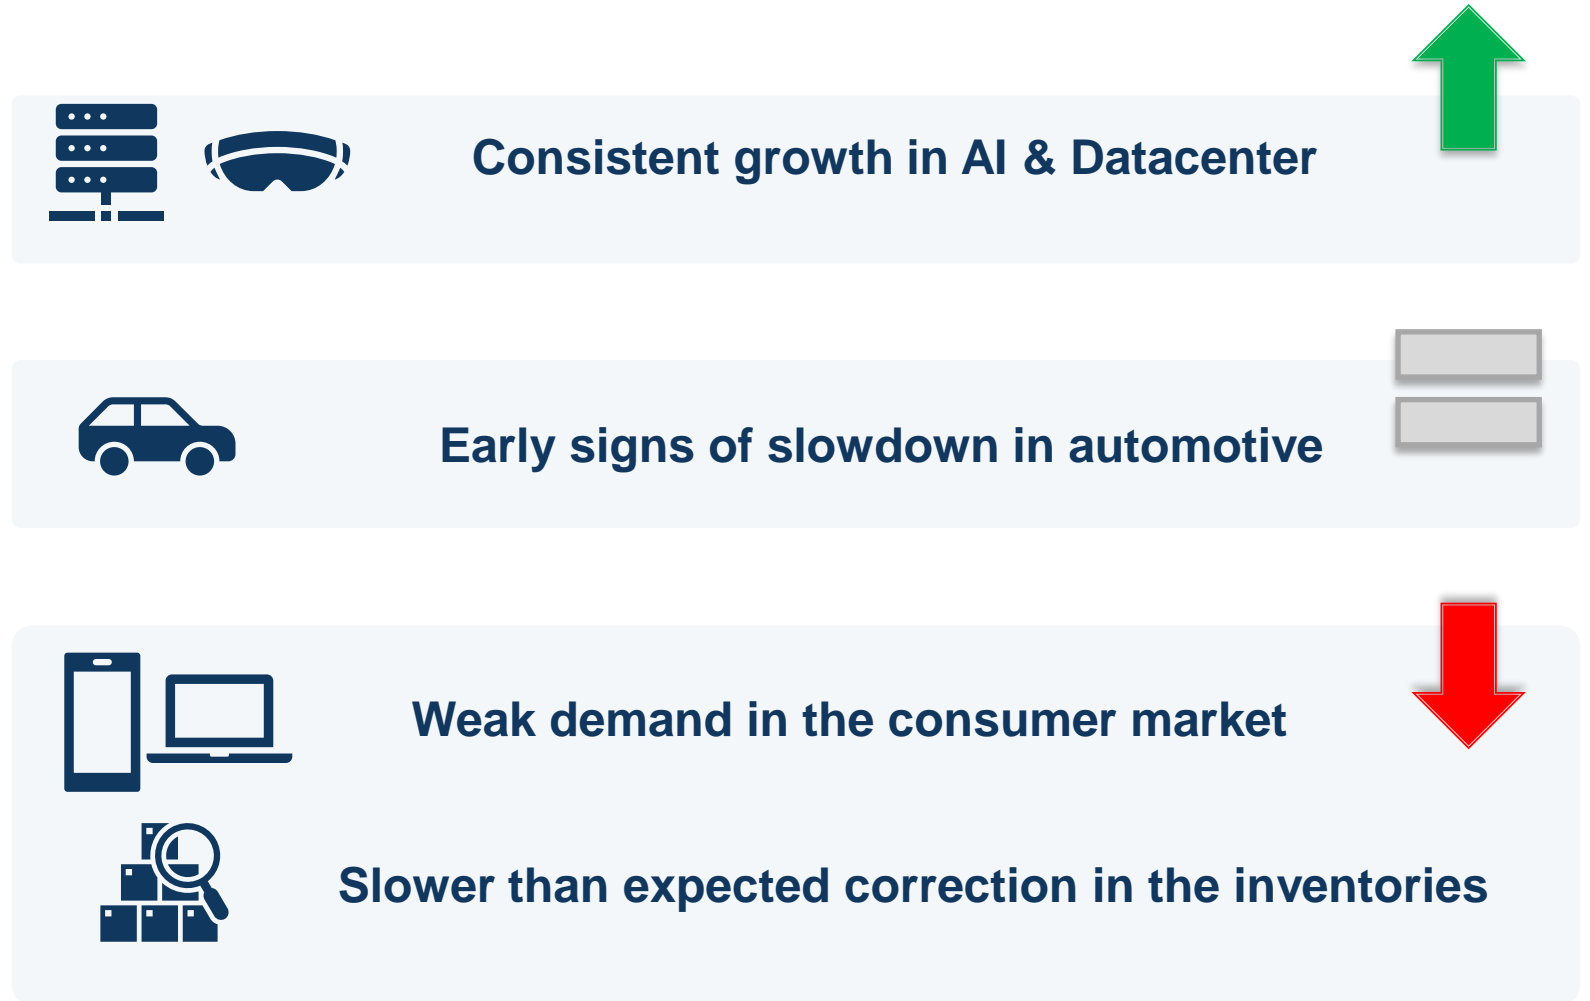 Consistent growth in AI & Datacenter
Early signs of slowdown in automotive
Weak demand in the consumer market
Slower than expected correction in the inventories